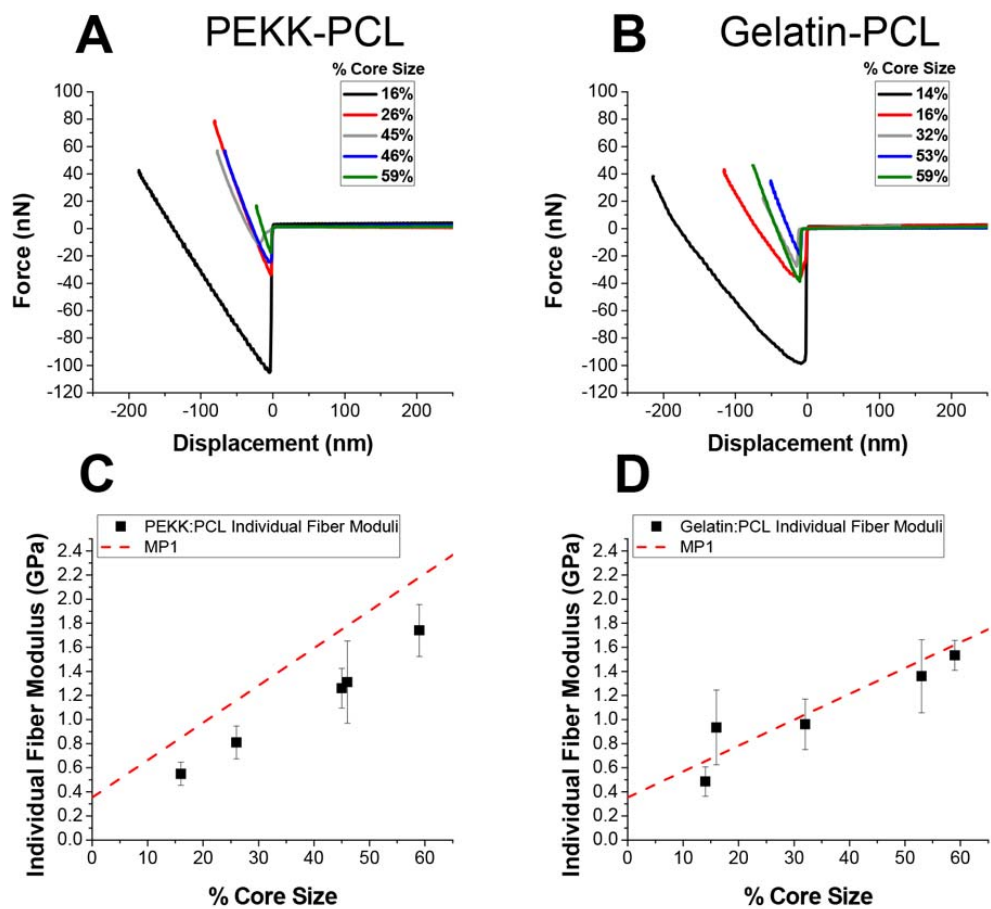 A PEKK-PCL
% Core Size
16%
26%
45%
46%
59%
100
80
60
40
20
0
-20
-40
-60
-80
-100
-120
Force (nN)
-200 -100 0 100 200
Displacement (nm)
B Gelatin-PCL
% Core Size
14%
16%
32%
53%
59%
100
80
60
40
20
0
-20
-40
-60
-80
-100
-120
Force (nN)
-200 -100 0 100 200
Displacement (nm)
C
PEKK:PCL Individual Fiber Moduli
MP1
2.4
2.2
2.0
1.8
1.6
1.4
1.2
1.0
0.8
0.6
0.4
0.2
0.0
Individual Fiber Modulus (GPa)
0 10 20 30 40 50 60
% Core Size
D
Gelatin:PCL Individual Fiber Moduli
MP1
2.4
2.2
2.0
1.8
1.6
1.4
1.2
1.0
0.8
0.6
0.4
0.2
0.0
Individual Fiber Modulus (GPa)
0 10 20 30 40 50 60
% Core Size